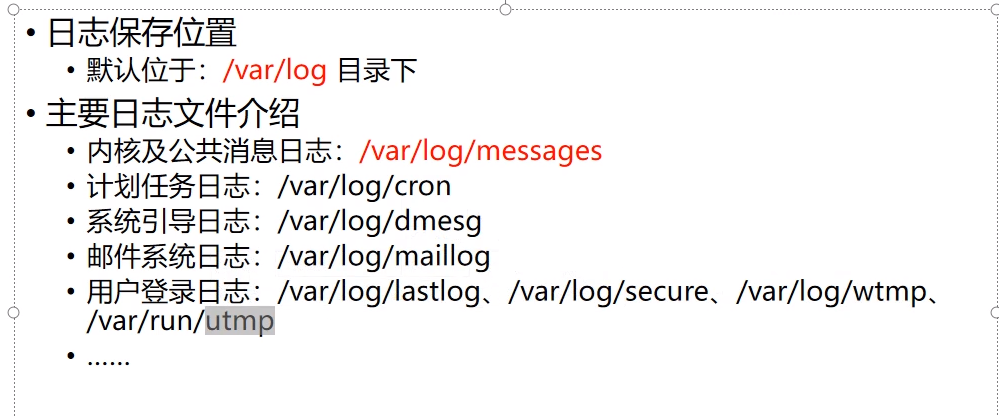 • 日志保存位置
• 默认位于：/var/log 目录下
• 主要日志文件介绍
• 内核及公共消息日志：/var/log/messages
• 计划任务日志：/var/log/cron
• 系统引导日志：/var/log/dmesg
• 邮件系统日志：/var/log/maillog
• 用户登录日志：/var/log/lastlog、/var/log/secure、/var/log/wtmp、
/var/run/utmp
• ......